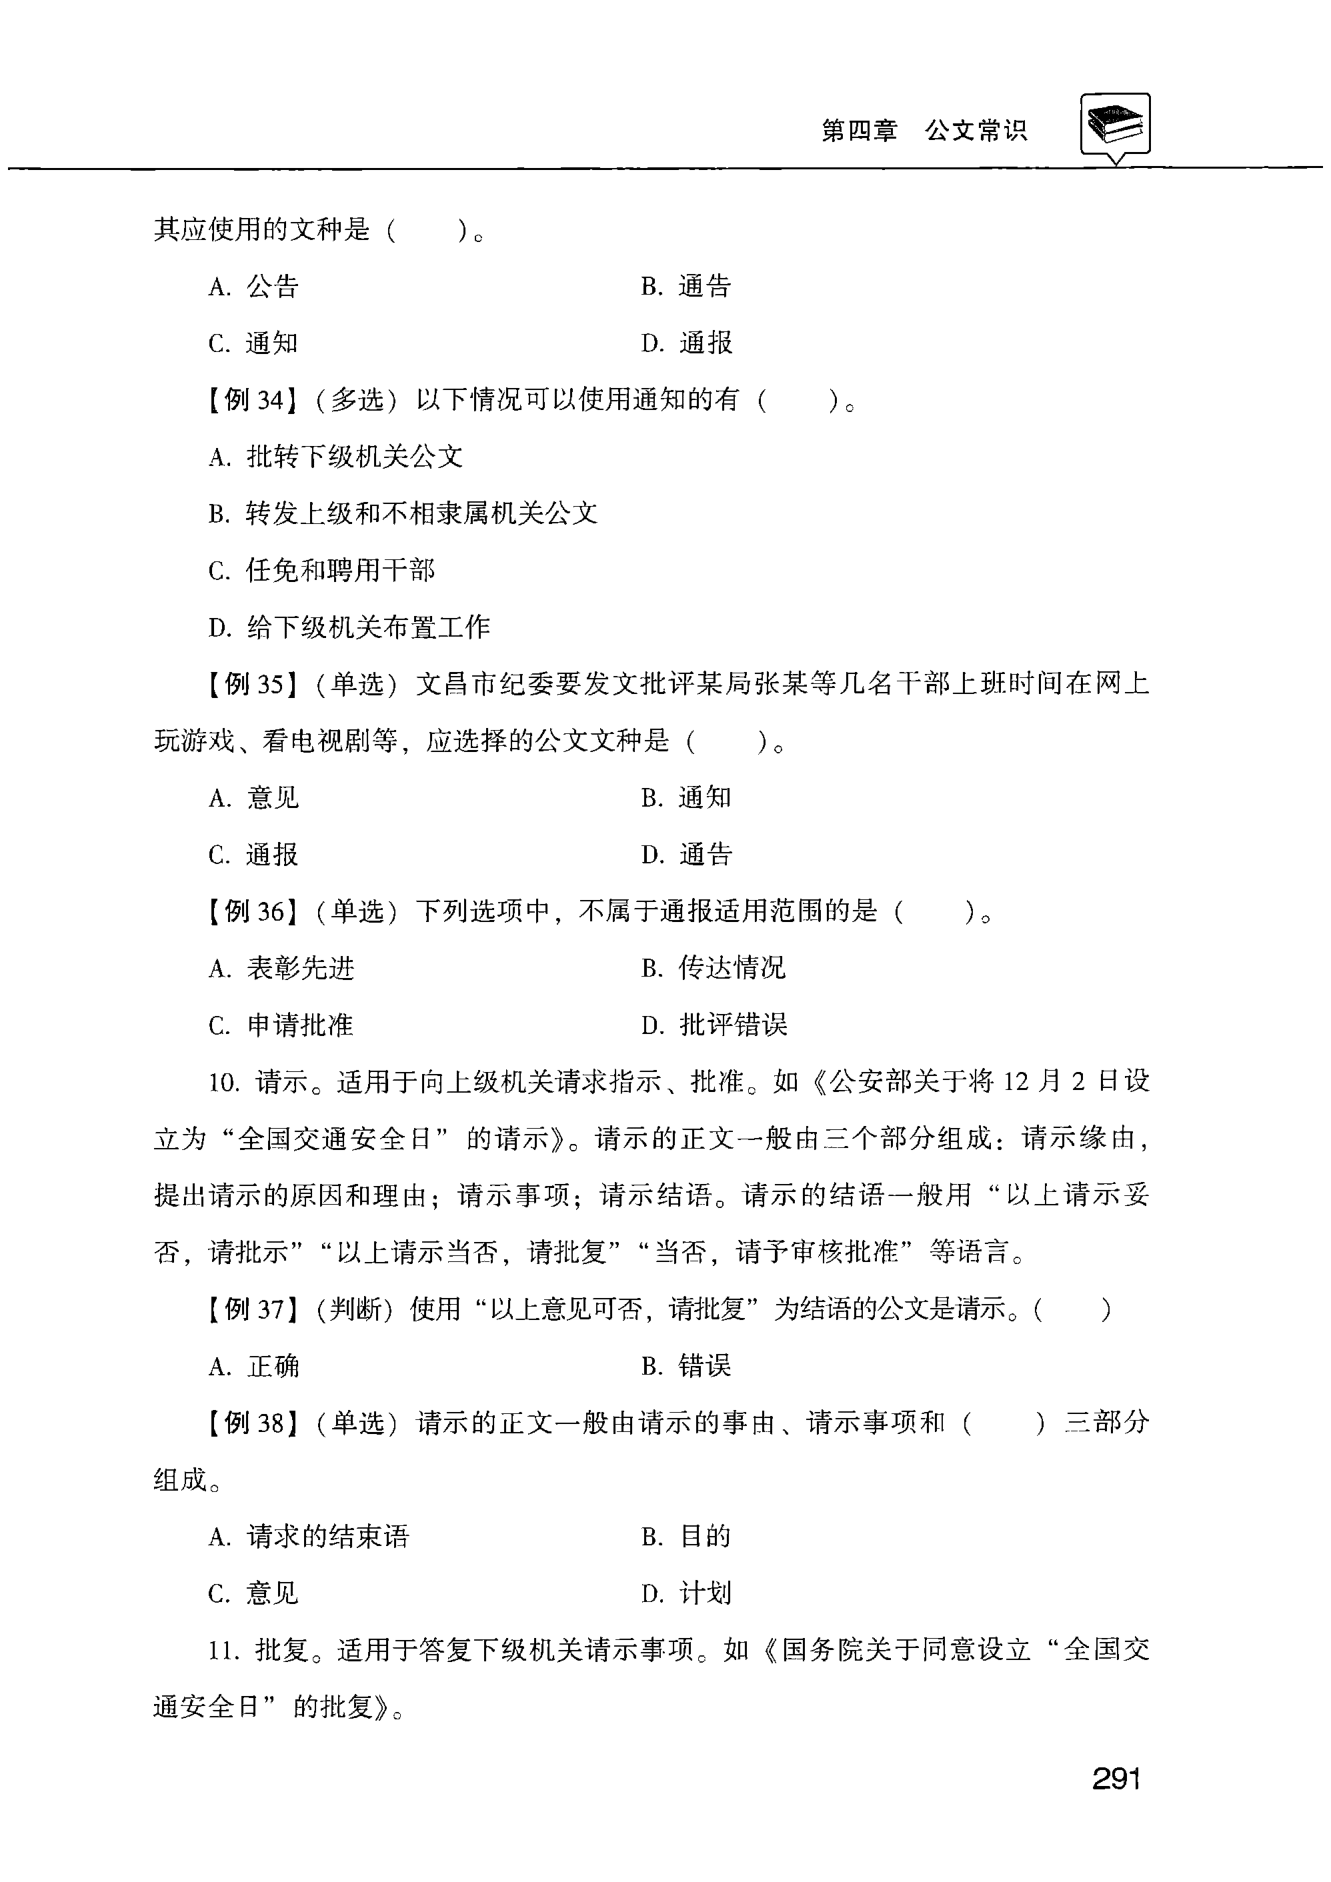 第四章 公文常识
其应使用的文种是（ ）。
A. 公告 B. 通告
C. 通知 D. 通报
【例 34】（多选）以下情况可以使用通知的有（ ）。
A. 批转下级机关公文
B. 转发上级和不相隶属机关公文
C. 任免和聘用干部
D. 给下级机关布置工作
【例 35】（单选）文昌市纪委要发文批评某局张某等几名干部上班时间在网上
玩游戏、看电视剧等，应选择的公文文种是（ ）。
A. 意见 B. 通知
C. 通报 D. 通告
【例 36】（单选）下列选项中，不属于通报适用范围的是（ ）。
A. 表彰先进 B. 传达情况
C. 申请批准 D. 批评错误
10. 请示。适用于向上级机关请求指示、批准。如《公安部关于将 12 月 2 日设
立为“全国交通安全日”的请示》。请示的正文一般由三个部分组成：请示缘由，
提出请示的原因和理由；请示事项；请示结语。请示的结语一般用“以上请示妥
否，请批示”“以上请示当否，请批复”“当否，请予审核批准”等语言。
【例 37】（判断）使用“以上意见可否，请批复”为结语的公文是请示。（ ）
A. 正确 B. 错误
【例 38】（单选）请示的正文一般由请示的事由、请示事项和（ ）三部分
组成。
A. 请求的结束语 B. 目的
C. 意见 D. 计划
11. 批复。适用于答复下级机关请示事项。如《国务院关于同意设立“全国交
通安全日”的批复》。
291